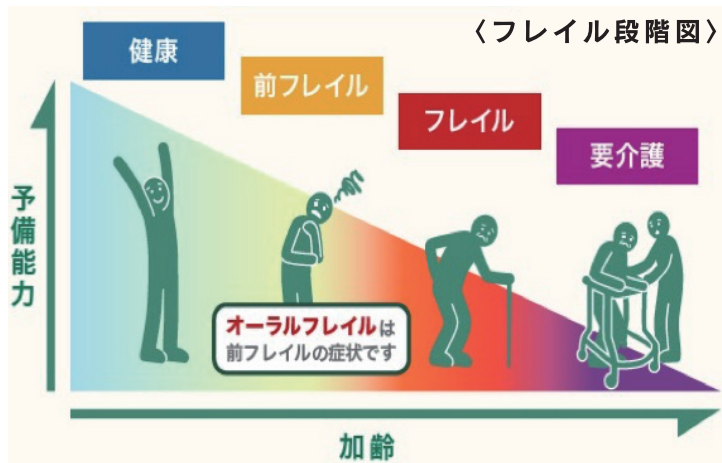 〈フレイル段階図〉
健康
前フレイル
フレイル
要介護
予備能力
オーラルフレイルは
前フレイルの症状です
加齢